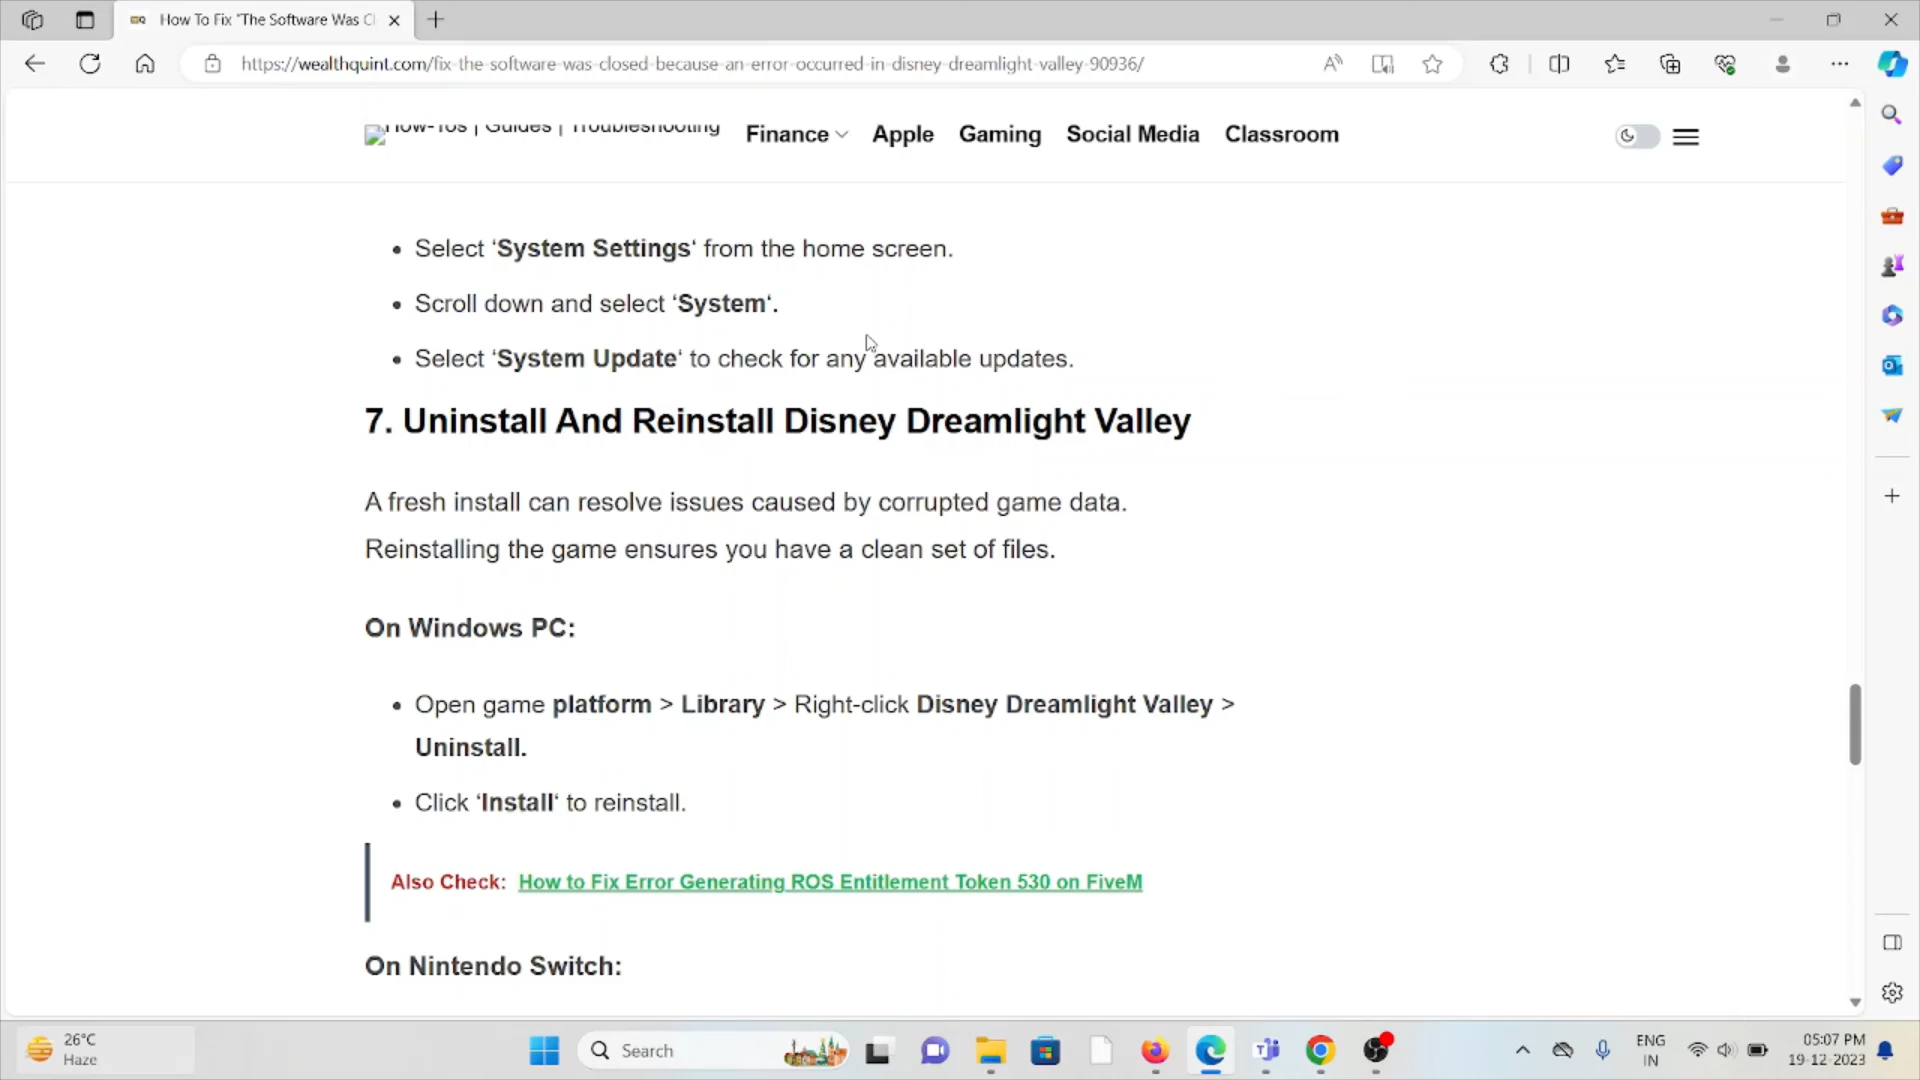 How To Fix "The Software Was Cl
https://wealthquint.com/fix-the-software-was-closed-because-an-error-occurred-in-disney-dreamlight-valley-90936/
How-Tos | Guides | Troubleshooting
Finance Apple Gaming Social Media Classroom
• Select ‘System Settings‘ from the home screen.
• Scroll down and select ‘System‘.
• Select ‘System Update‘ to check for any available updates.
7. Uninstall And Reinstall Disney Dreamlight Valley
A fresh install can resolve issues caused by corrupted game data.
Reinstalling the game ensures you have a clean set of files.
On Windows PC:
• Open game platform > Library > Right-click Disney Dreamlight Valley >
Uninstall.
• Click ‘Install‘ to reinstall.
Also Check: How to Fix Error Generating ROS Entitlement Token 530 on FiveM
On Nintendo Switch:
26°C
Haze
Search
ENG
IN
05:07 PM
19-12-2023